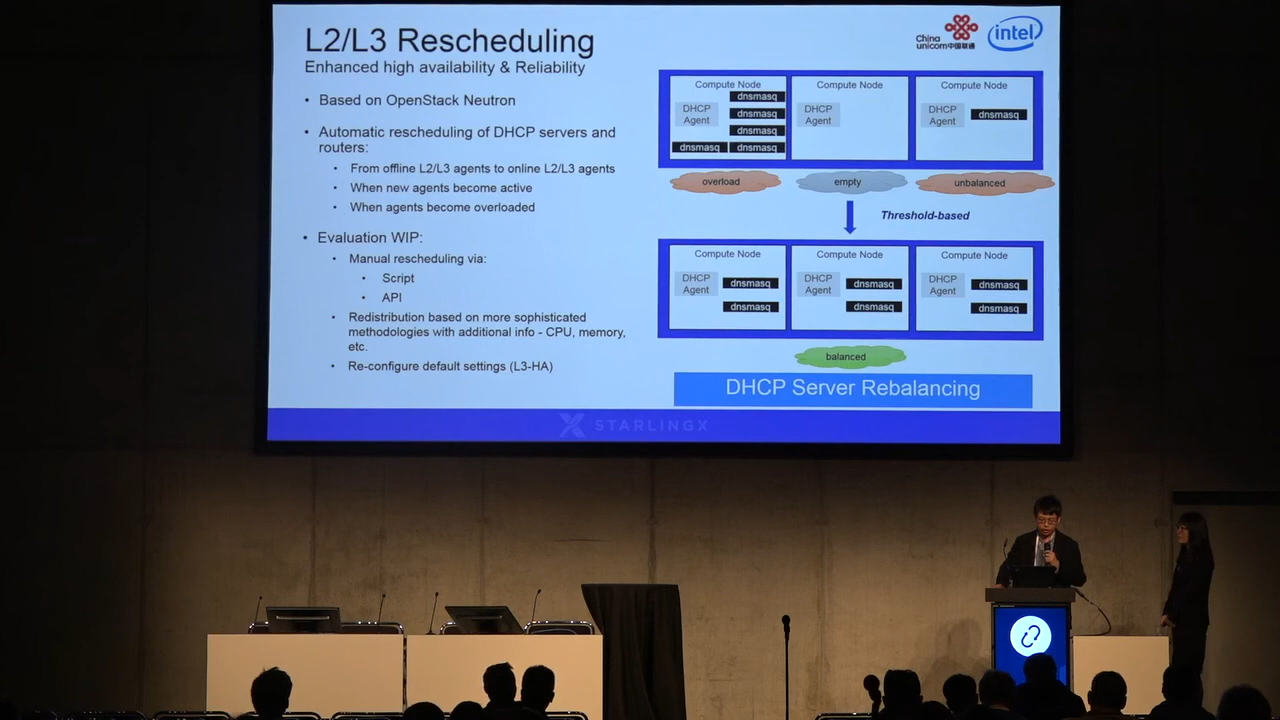 L2/L3 Rescheduling
Enhanced high availability & Reliability
China
unicom中国联通
intel
• Based on OpenStack Neutron
• Automatic rescheduling of DHCP servers and
routers:
• From offline L2/L3 agents to online L2/L3 agents
• When new agents become active
• When agents become overloaded
• Evaluation WIP:
• Manual rescheduling via:
• Script
• API
• Redistribution based on more sophisticated
methodologies with additional info - CPU, memory,
etc.
• Re-configure default settings (L3-HA)
Compute Node
DHCP
Agent
dnsmasq
dnsmasq
dnsmasq
dnsmasq
dnsmasq
Compute Node
DHCP
Agent
Compute Node
DHCP
Agent
dnsmasq
overload
empty
unbalanced
Threshold-based
Compute Node
DHCP
Agent
dnsmasq
dnsmasq
Compute Node
DHCP
Agent
dnsmasq
dnsmasq
Compute Node
DHCP
Agent
dnsmasq
dnsmasq
balanced
DHCP Server Rebalancing
STARLINGX